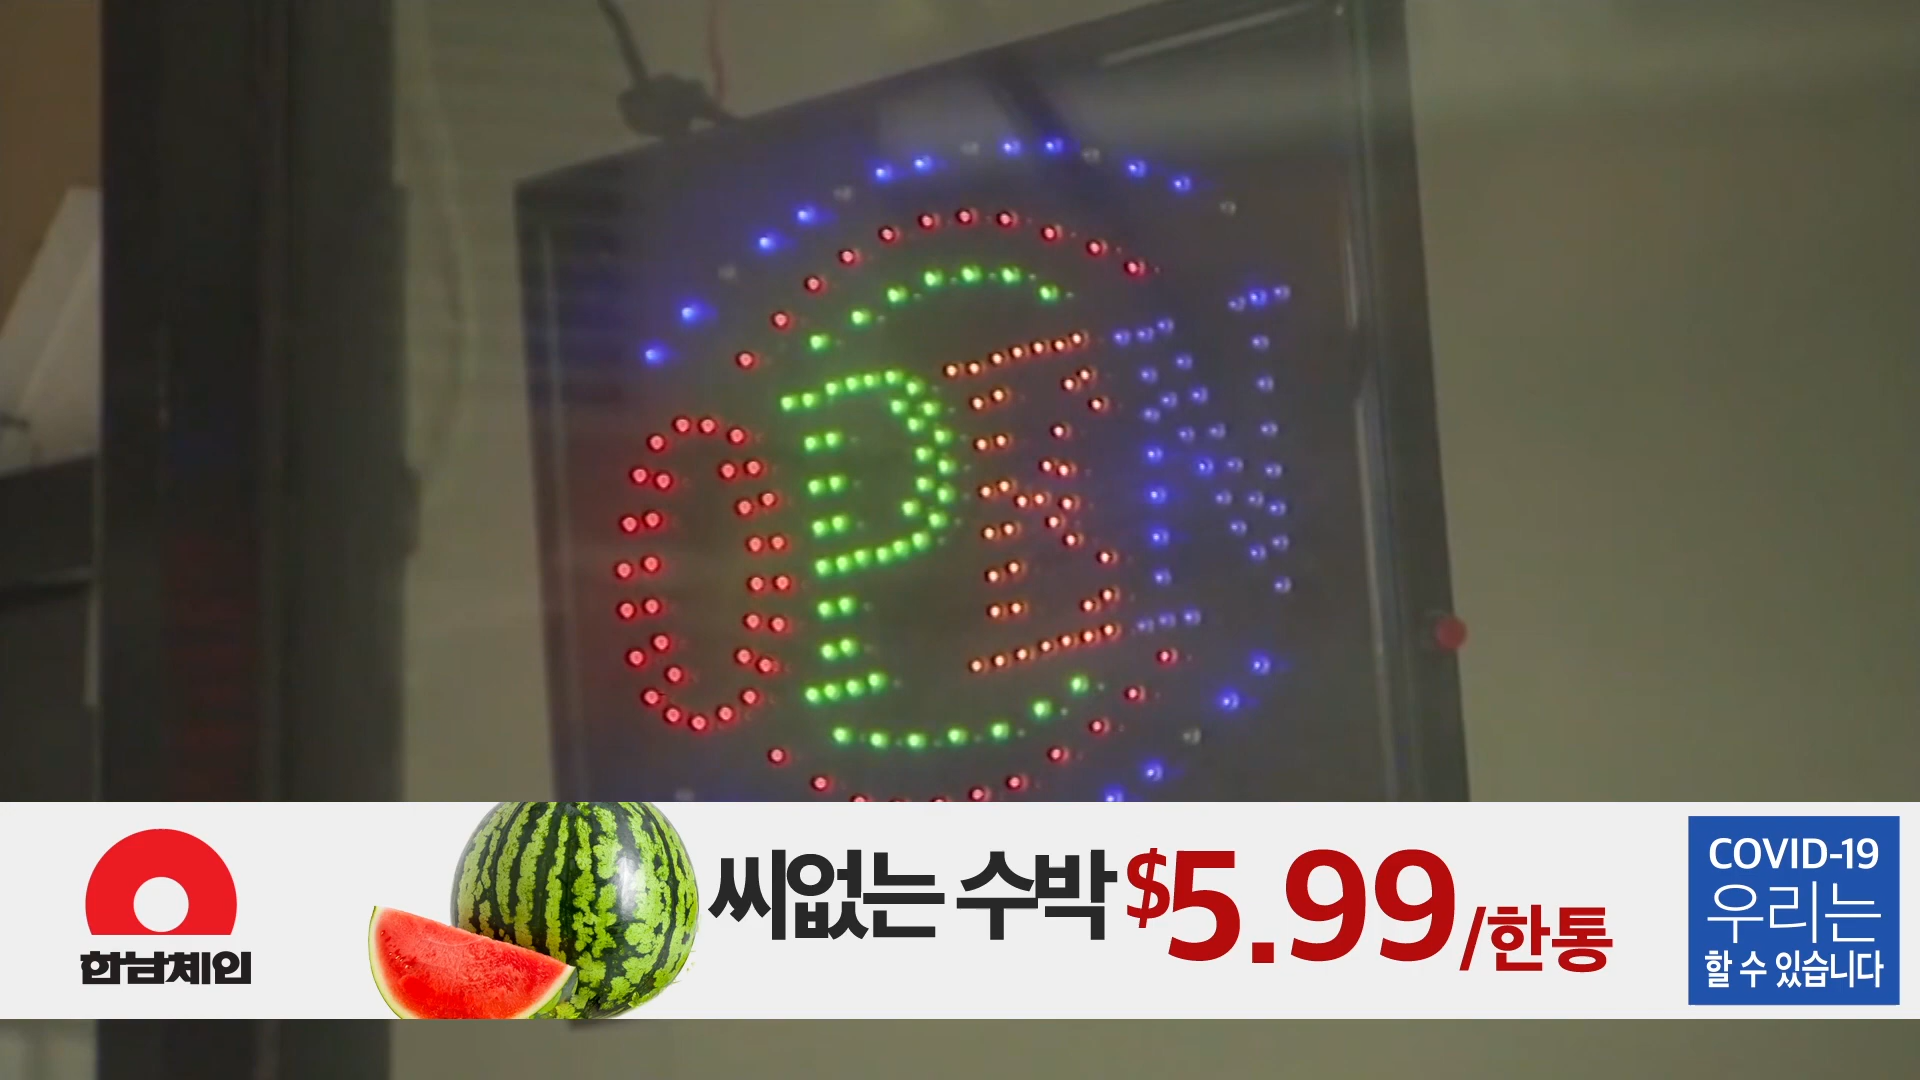 OPEN
한남체인
씨없는 수박 $5.99/한통
COVID-19
우리는
할 수 있습니다